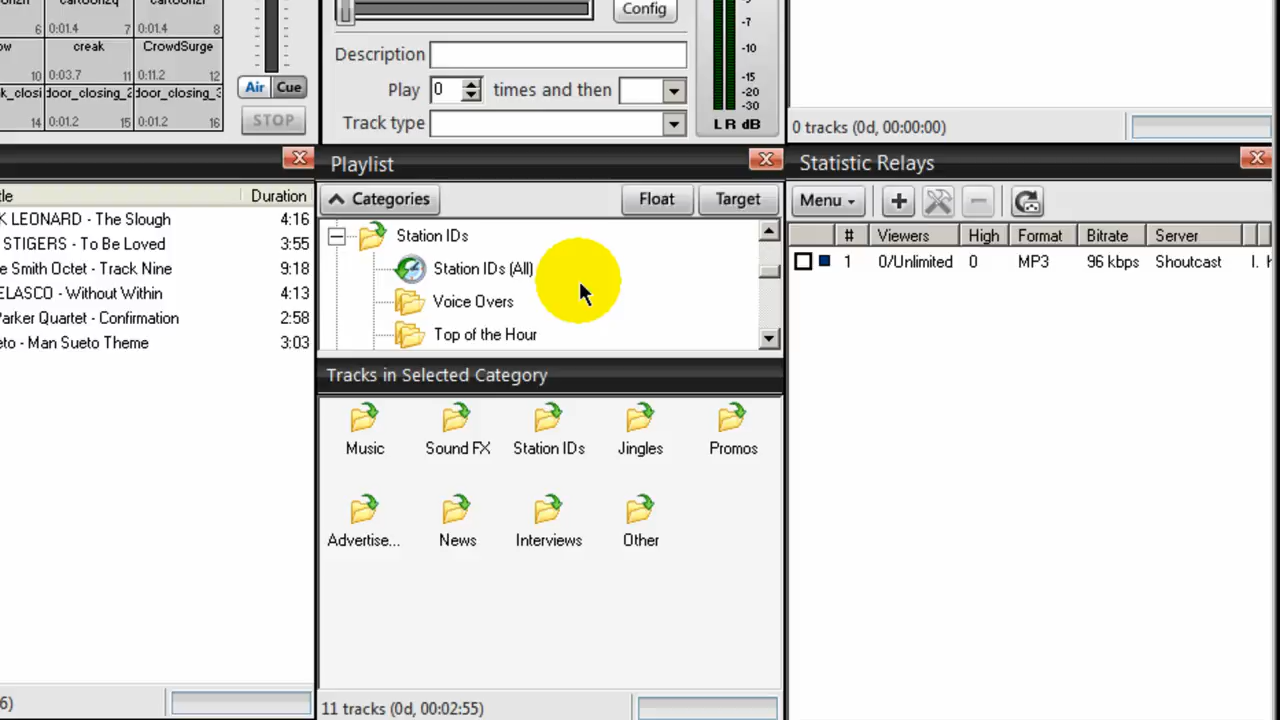 6 0:01.4 7 0:01.4 8
creak CrowdSurge
10 0:03.7 11 0:11.2 12
door_closing_2 door_closing_3
14 0:01.2 15 0:01.2 16
Air Cue
STOP
Config
Description
Play 0 times and then
Track type
-7
-10
-15
-20
-30
L R dB
0 tracks (0d, 00:00:00)
Duration
LEONARD - The Slough 4:16
STIGERS - To Be Loved 3:55
e Smith Octet - Track Nine 9:18
ELASCO - Without Within 4:13
Parker Quartet - Confirmation 2:58
eto - Man Sueto Theme 3:03
6)
Playlist
Categories Float Target
Station IDs
Station IDs (All)
Voice Overs
Top of the Hour
Tracks in Selected Category
Music Sound FX Station IDs Jingles Promos
Advertise... News Interviews Other
11 tracks (0d, 00:02:55)
Statistic Relays
Menu
# Viewers High Format Bitrate Server
1 0/Unlimited 0 MP3 96 kbps Shoutcast